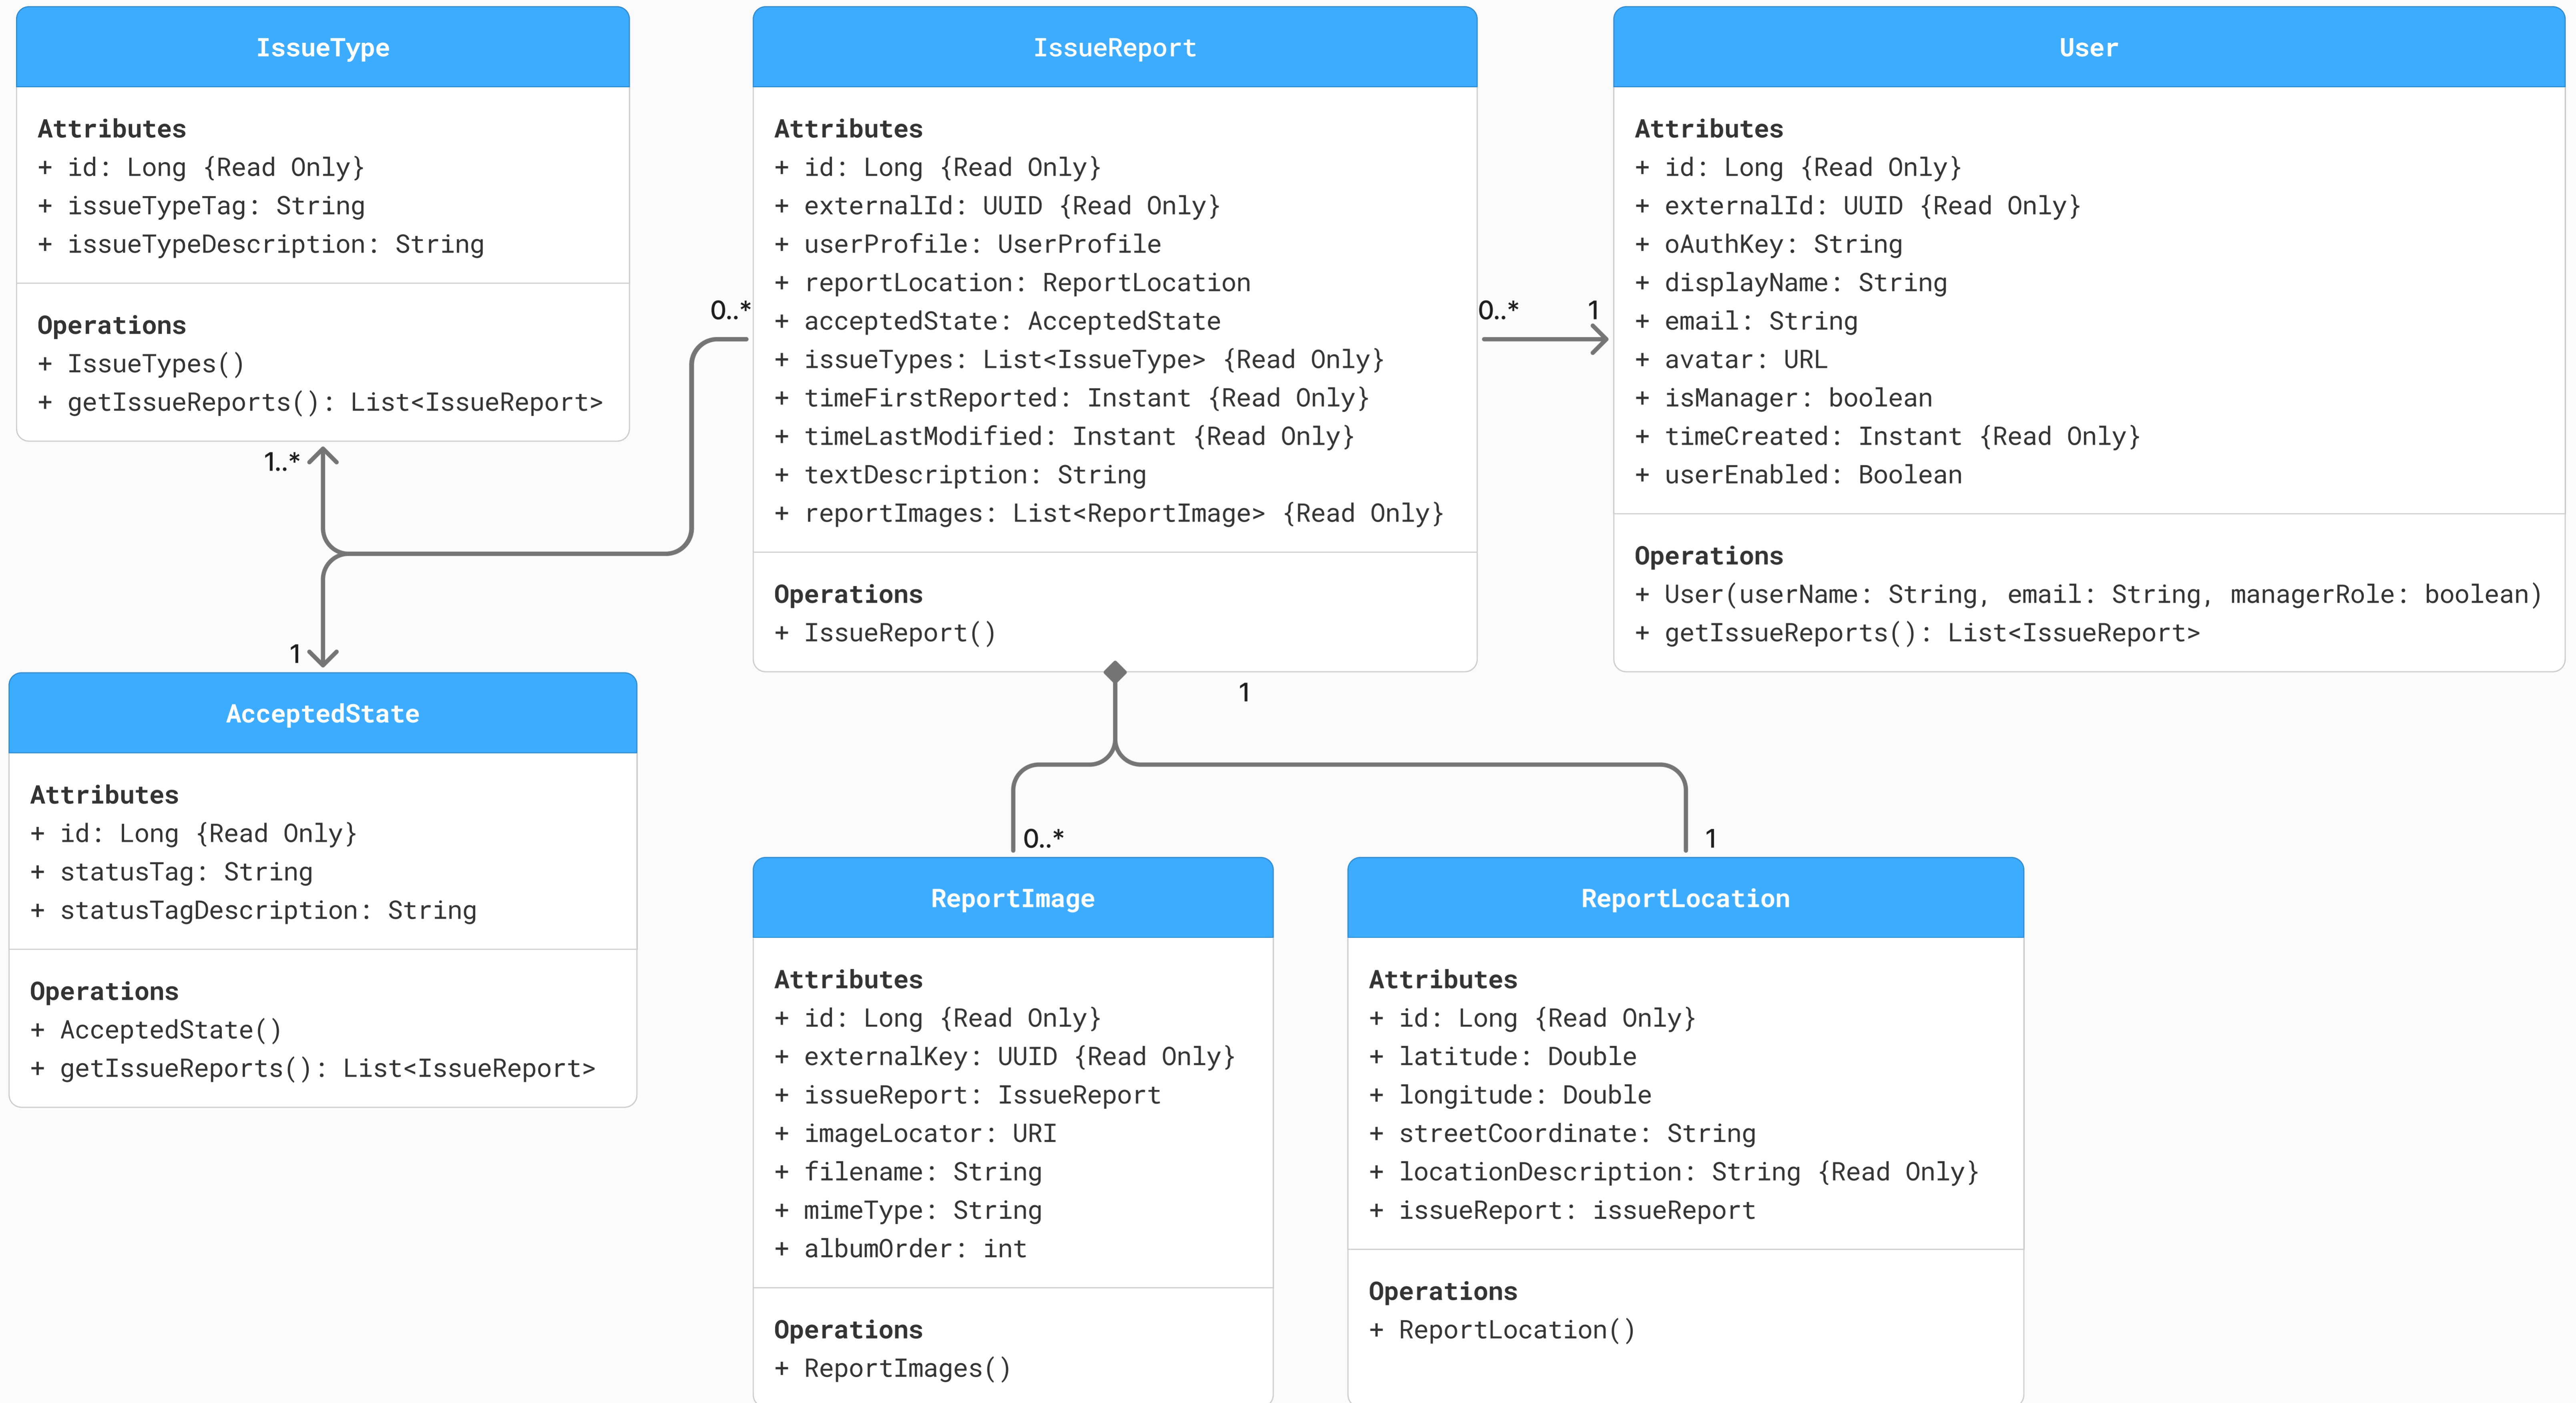 IssueType
Attributes
+ id: Long {Read Only}
+ issueTypeTag: String
+ issueTypeDescription: String
Operations
+ IssueTypes()
+ getIssueReports(): List<IssueReport>
1..*
0..*
1
AcceptedState
Attributes
+ id: Long {Read Only}
+ statusTag: String
+ statusTagDescription: String
Operations
+ AcceptedState()
+ getIssueReports(): List<IssueReport>
IssueReport
Attributes
+ id: Long {Read Only}
+ externalId: UUID {Read Only}
+ userProfile: UserProfile
+ reportLocation: ReportLocation
+ acceptedState: AcceptedState
+ issueTypes: List<IssueType> {Read Only}
+ timeFirstReported: Instant {Read Only}
+ timeLastModified: Instant {Read Only}
+ textDescription: String
+ reportImages: List<ReportImage> {Read Only}
Operations
+ IssueReport()
0..*
1
User
Attributes
+ id: Long {Read Only}
+ externalId: UUID {Read Only}
+ oAuthKey: String
+ displayName: String
+ email: String
+ avatar: URL
+ isManager: boolean
+ timeCreated: Instant {Read Only}
+ userEnabled: Boolean
Operations
+ User(userName: String, email: String, managerRole: boolean)
+ getIssueReports(): List<IssueReport>
1
0..*
1
ReportImage
Attributes
+ id: Long {Read Only}
+ externalKey: UUID {Read Only}
+ issueReport: IssueReport
+ imageLocator: URI
+ filename: String
+ mimeType: String
+ albumOrder: int
Operations
+ ReportImages()
ReportLocation
Attributes
+ id: Long {Read Only}
+ latitude: Double
+ longitude: Double
+ streetCoordinate: String
+ locationDescription: String {Read Only}
+ issueReport: issueReport
Operations
+ ReportLocation()